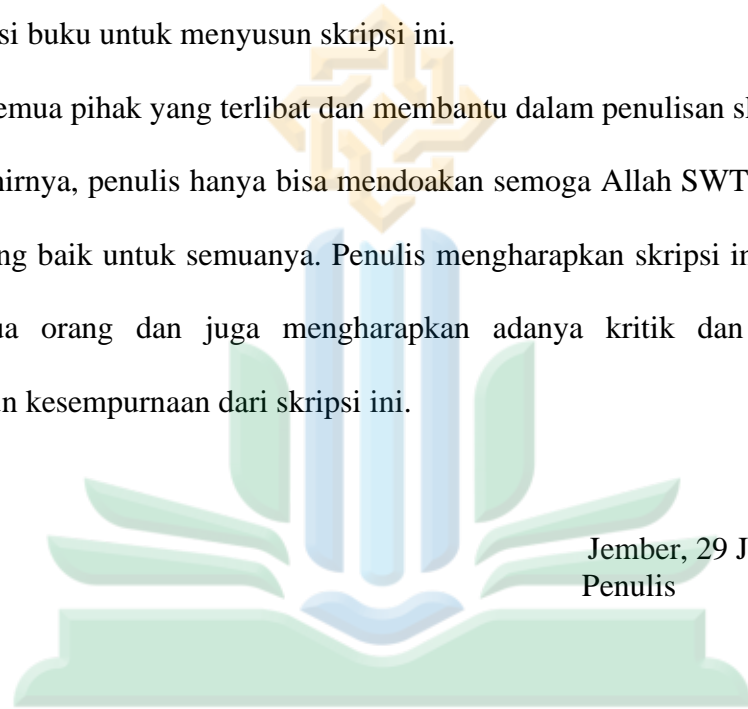 si buku untuk menyusun skripsi ini.
emua pihak yang terlibat dan membantu dalam penulisan sk
hirnya, penulis hanya bisa mendoakan semoga Allah SWT
ng baik untuk semuanya. Penulis mengharapkan skripsi in
ua orang dan juga mengharapkan adanya kritik dan
un kesempurnaan dari skripsi ini.
Jember, 29 J
Penulis